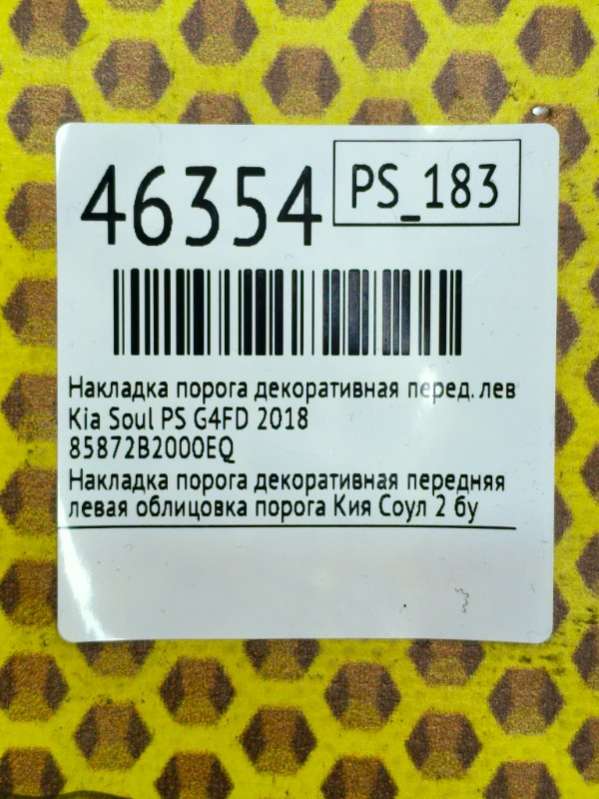 46354
PS_183
Накладка порога декоративная перед. лев
Kia Soul PS G4FD 2018
85872B2000EQ
Накладка порога декоративная передняя
левая облицовка порога Кия Соул 2 бу